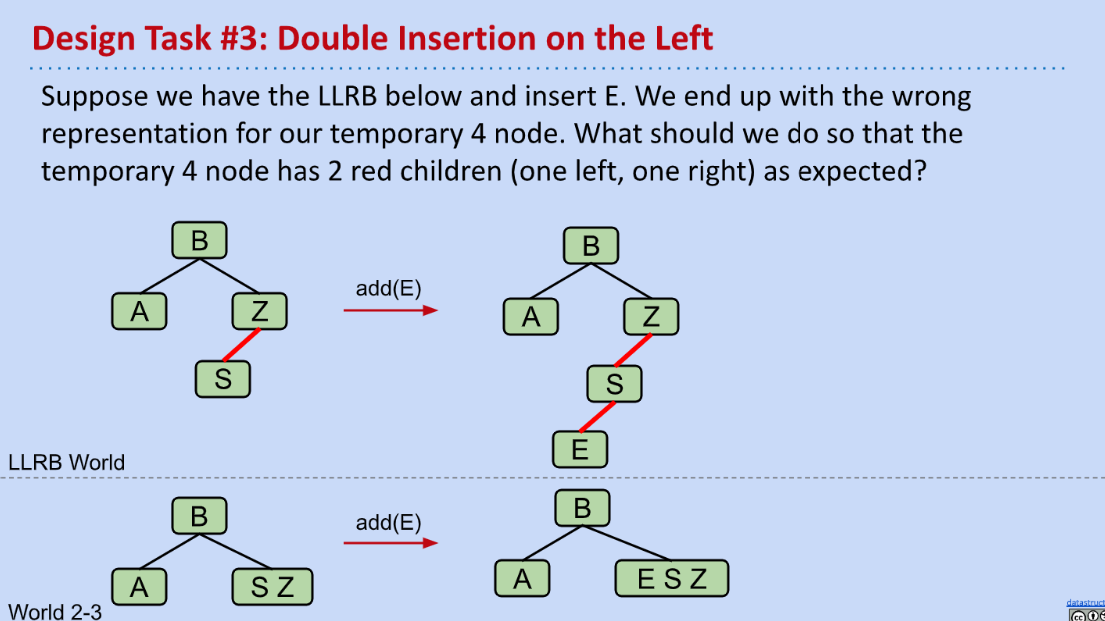 Design Task #3: Double Insertion on the Left
Suppose we have the LLRB below and insert E. We end up with the wrong
representation for our temporary 4 node. What should we do so that the
temporary 4 node has 2 red children (one left, one right) as expected?
B
B
add(E)
A
Z
A
Z
S
S
E
LLRB World
B
B
add(E)
A
S Z
A
E S Z
World 2-3
datastruct
cc